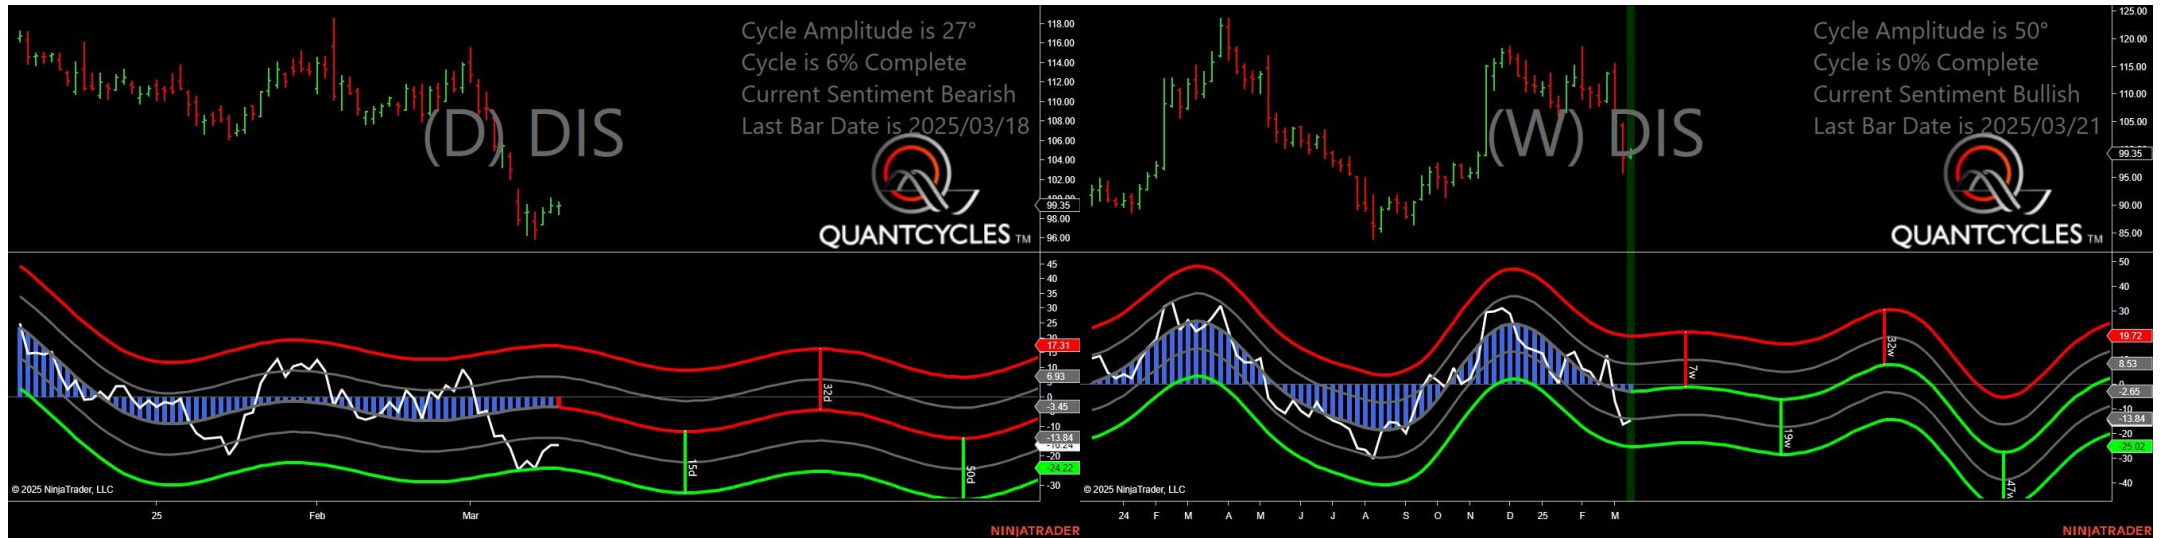 Cycle Amplitude is 27°
Cycle is 6% Complete
Current Sentiment Bearish
Last Bar Date is 2025/03/18
(D) DIS
QUANTCYCLES TM
118.00
116.00
114.00
112.00
110.00
108.00
106.00
104.00
102.00
99.35
98.00
96.00
45
40
35
30
25
20
17.31
15
10
6.93
0
-3.45
-10
-13.84
-20
-24.22
-30
32d
15d
50d
© 2025 NinjaTrader, LLC
25
Feb
Mar
NINJATRADER
Cycle Amplitude is 50°
Cycle is 0% Complete
Current Sentiment Bullish
Last Bar Date is 2025/03/21
(W) DIS
QUANTCYCLES TM
125.00
120.00
115.00
110.00
105.00
99.35
95.00
90.00
85.00
50
40
30
19.72
8.53
0
-2.65
-10
-13.84
-20
-25.02
-30
-40
7w
19w
32w
47w
© 2025 NinjaTrader, LLC
24 F M A M J J A S O N D 25 F M
NINJATRADER